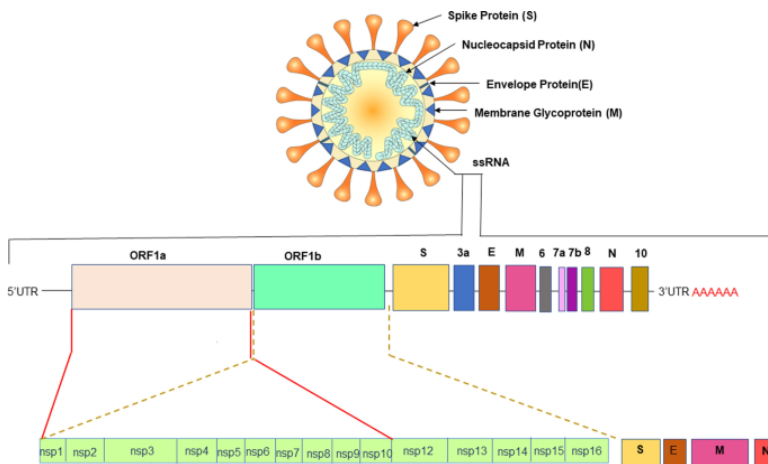 Spike Protein (S)
Nucleocapsid Protein (N)
Envelope Protein(E)
Membrane Glycoprotein (M)
ssRNA
ORF1a ORF1b S 3a E M 6 7a 7b 8 N 10
5'UTR 3'UTR AAAAAA
nsp1 nsp2 nsp3 nsp4 nsp5 nsp6 nsp7 nsp8 nsp9 nsp10 nsp12 nsp13 nsp14 nsp15 nsp16 S E M N